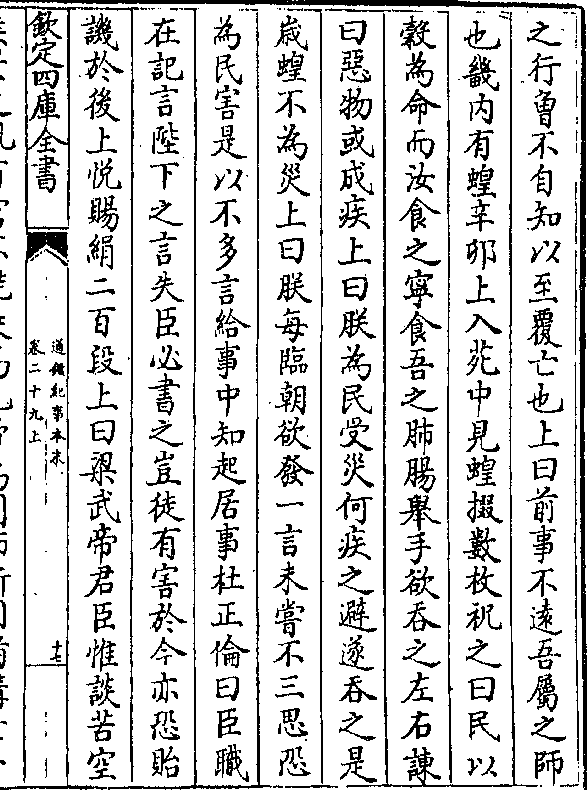 之行曾不自知以至覆亡也上曰前事不遠吾屬之師
也畿内有蝗辛卯上入苑中見蝗掇數枚祝之曰民以
穀為命而汝食之寧食吾之肺腸舉手欲吞之左右諫
曰惡物或成疾上曰朕為民受災何疾之避遂吞之是
歳蝗不為災上曰朕每臨朝欲發一言未嘗不三思恐
為民害是以不多言給事中知起居事杜正倫曰臣職
在記言陛下之言失臣必書之豈徒有害於今亦恐貽
譏於後上悦賜絹二百段上曰梁武帝君臣惟談苦空
欽定四庫全書
通鑑紀事本末
卷二十九上
十七